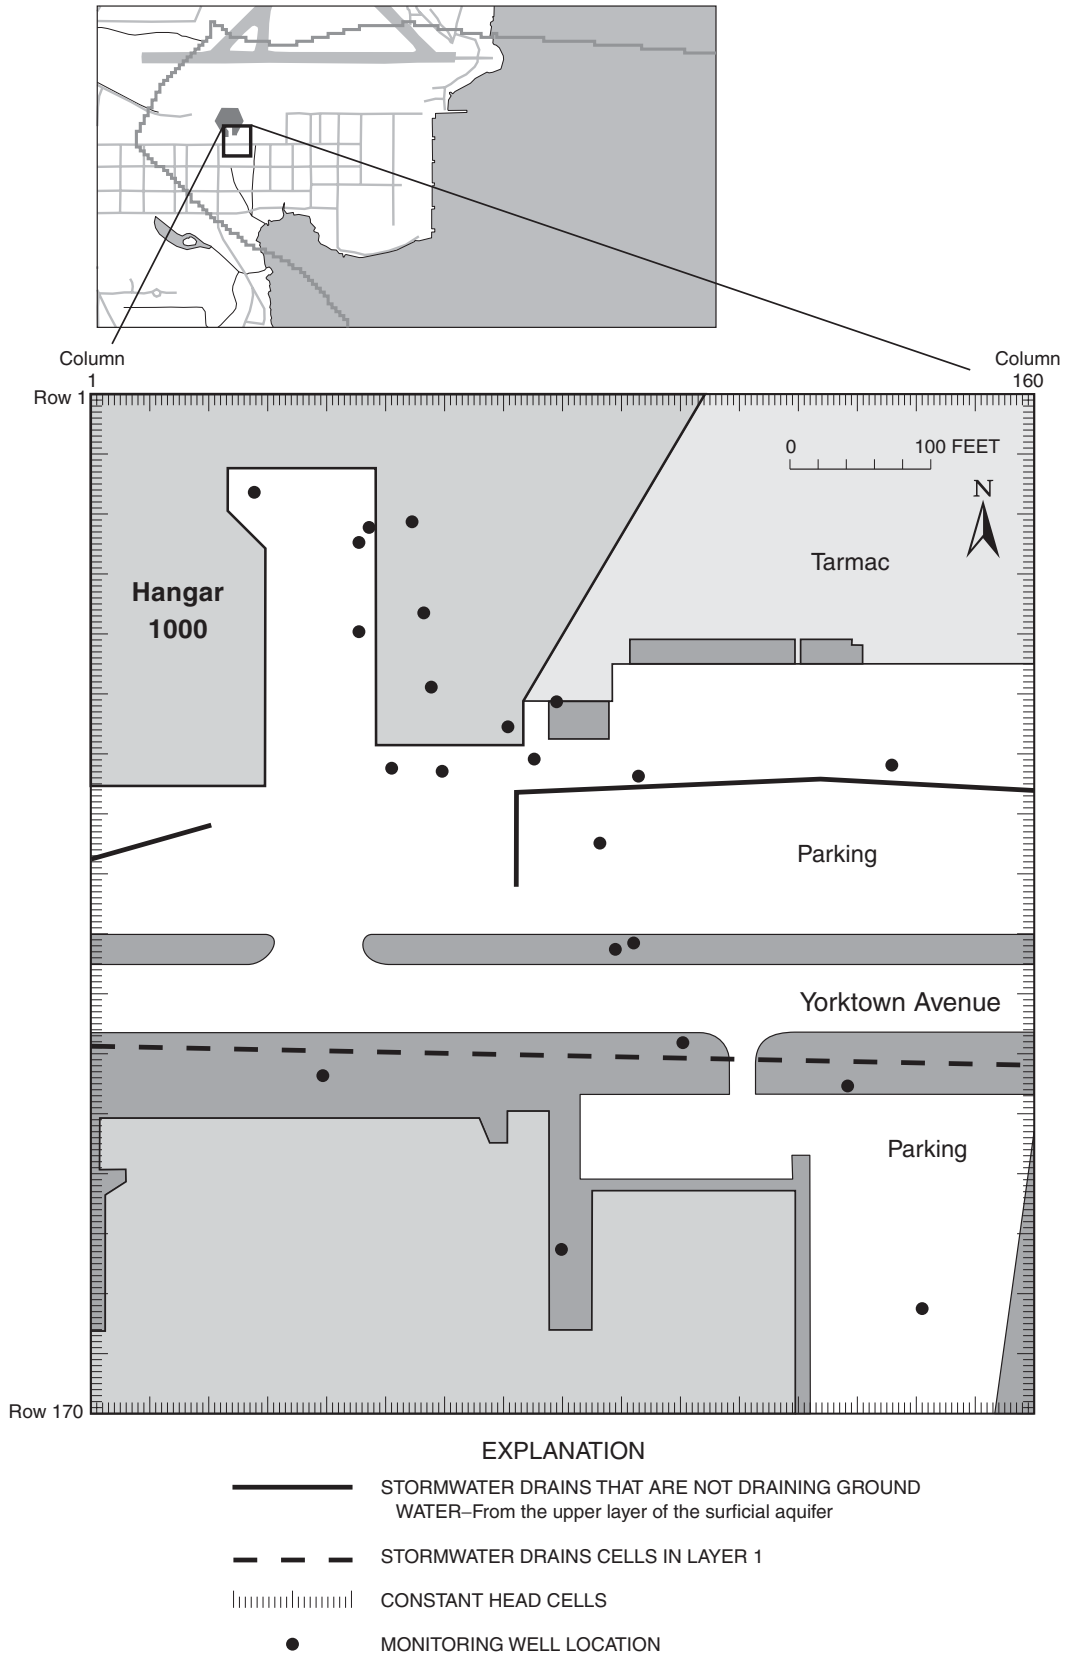 Column
1
Column
160
Row 1
0 100 FEET
N
Tarmac
Hangar
1000
Parking
Yorktown Avenue
Parking
Row 170
EXPLANATION
STORMWATER DRAINS THAT ARE NOT DRAINING GROUND
WATER–From the upper layer of the surficial aquifer
STORMWATER DRAINS CELLS IN LAYER 1
CONSTANT HEAD CELLS
MONITORING WELL LOCATION